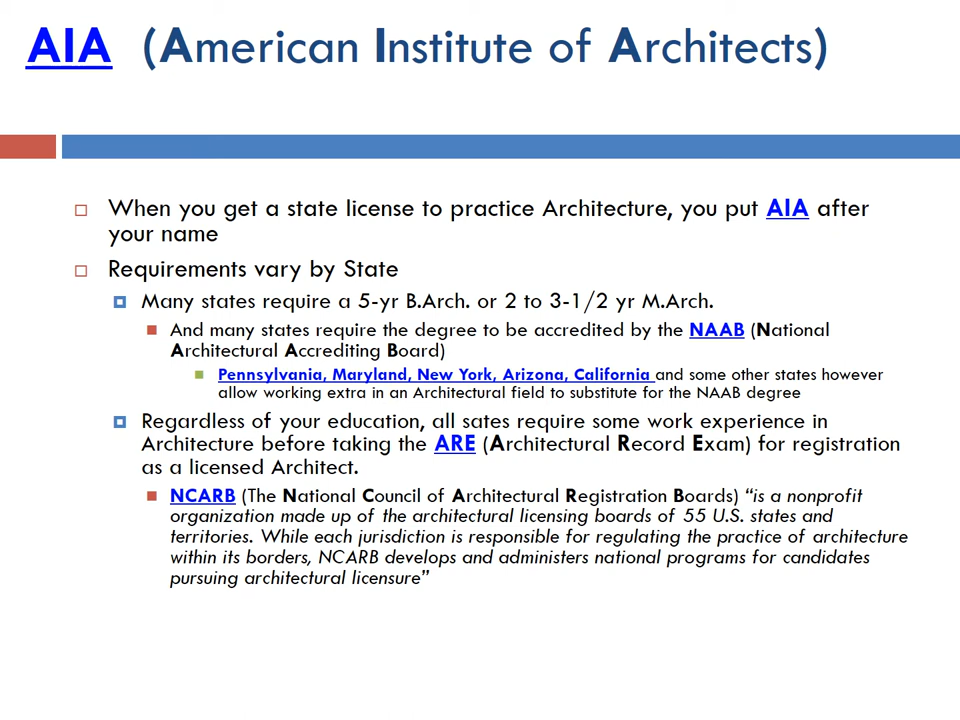 AIA (American Institute of Architects)
When you get a state license to practice Architecture, you put AIA after
your name
Requirements vary by State
Many states require a 5-yr B.Arch. or 2 to 3-1/2 yr M.Arch.
And many states require the degree to be accredited by the NAAB (National
Architectural Accrediting Board)
Pennsylvania, Maryland, New York, Arizona, California and some other states however
allow working extra in an Architectural field to substitute for the NAAB degree
Regardless of your education, all sates require some work experience in
Architecture before taking the ARE (Architectural Record Exam) for registration
as a licensed Architect.
NCARB (The National Council of Architectural Registration Boards) “is a nonprofit
organization made up of the architectural licensing boards of 55 U.S. states and
territories. While each jurisdiction is responsible for regulating the practice of architecture
within its borders, NCARB develops and administers national programs for candidates
pursuing architectural licensure”